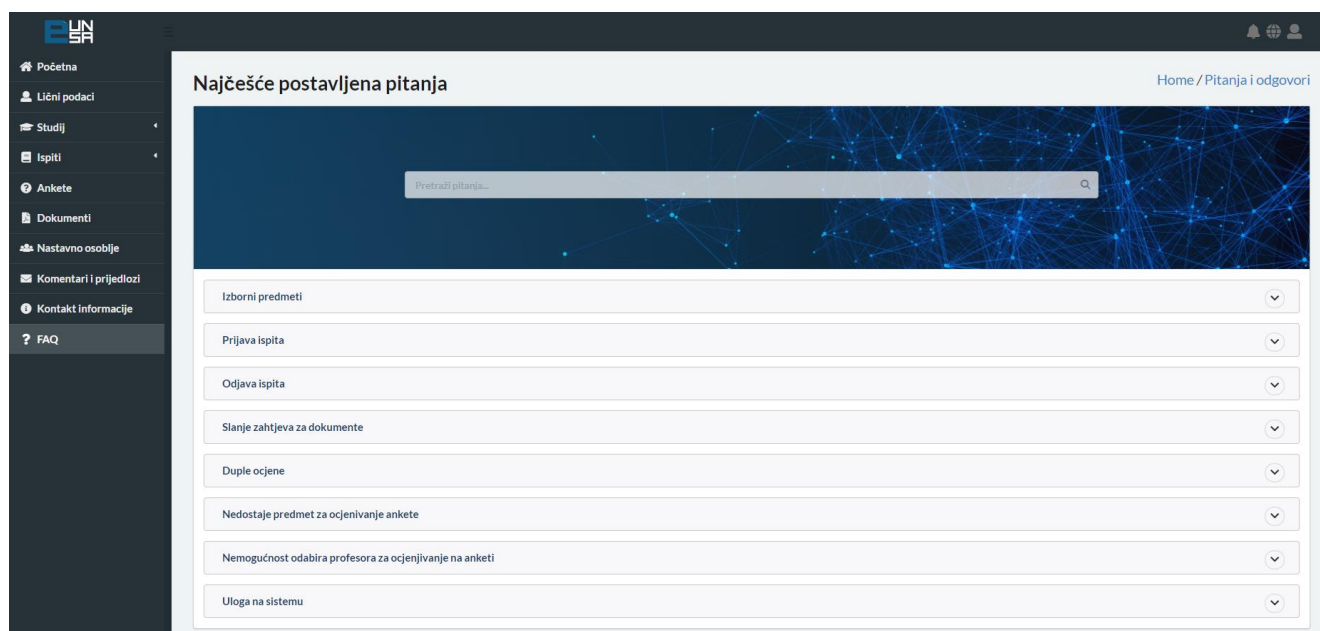 eUNSA
Početna
Lični podaci
Studij
Ispiti
Ankete
Dokumenti
Nastavno osoblje
Komentari i prijedlozi
Kontakt informacije
FAQ
Najčešće postavljena pitanja
Home / Pitanja i odgovori
Pretraži pitanja...
Izborni predmeti
Prijava ispita
Odjava ispita
Slanje zahtjeva za dokumente
Duple ocjene
Nedostaje predmet za ocjenivanje ankete
Nemogućnost odabira profesora za ocjenjivanje na anketi
Uloga na sistemu